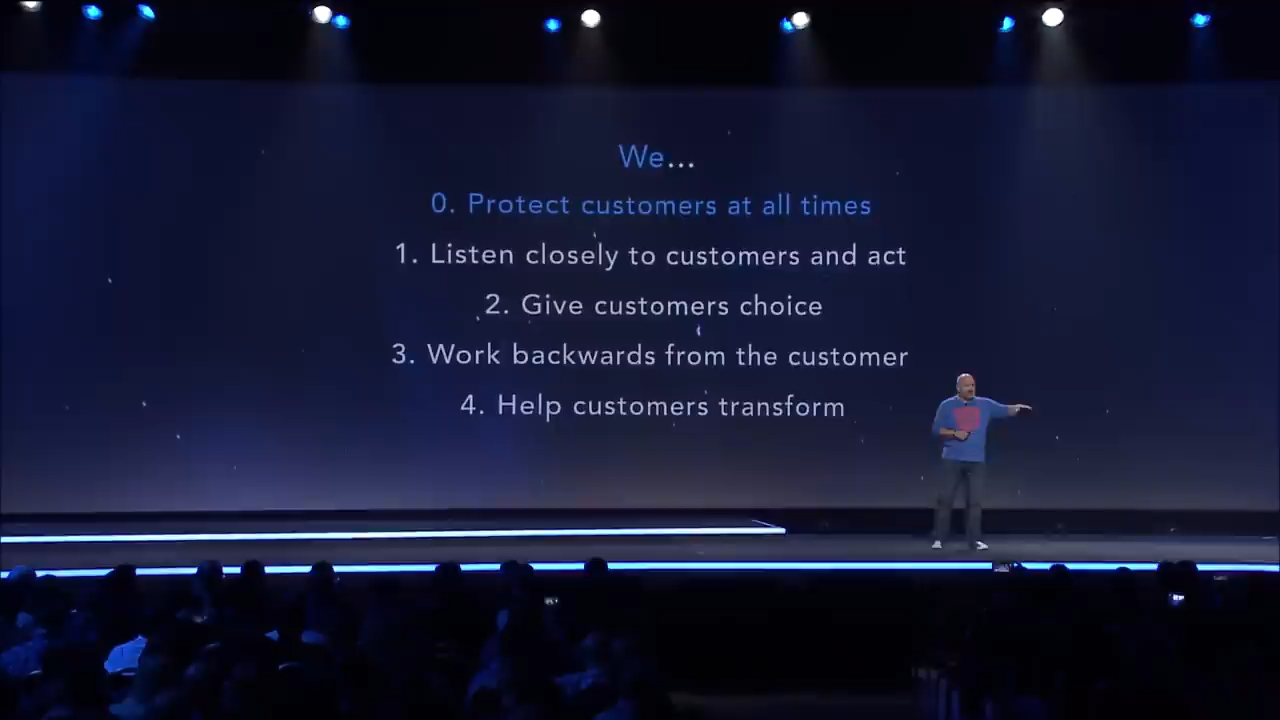 We...
0. Protect customers at all times
1. Listen closely to customers and act
2. Give customers choice
3. Work backwards from the customer
4. Help customers transform